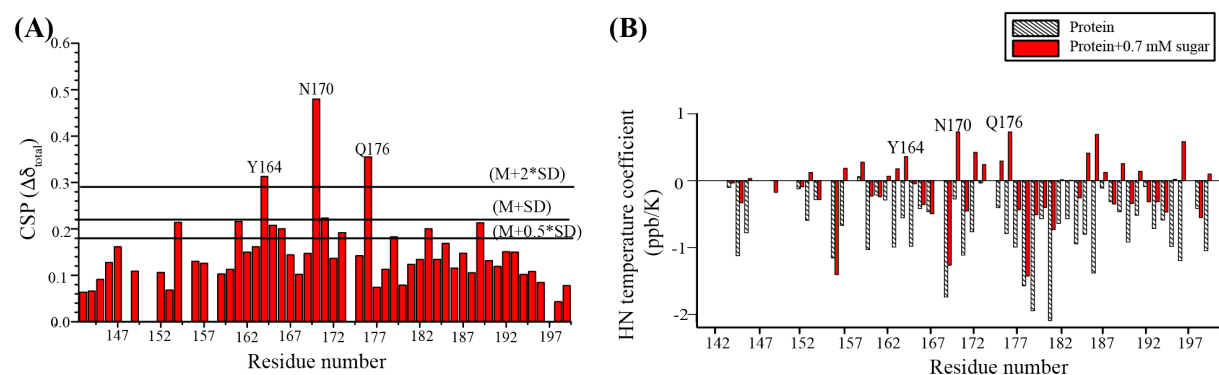 (A)
0.6
0.5
0.4
0.3
0.2
0.1
0.0
CSP (Δδtotal)
N170
Y164
Q176
(M+2*SD)
(M+SD)
(M+0.5*SD)
147 152 157 162 167 172 177 182 187 192 197
Residue number
(B)
Protein
Protein+0.7 mM sugar
1
0
-1
-2
HN temperature coefficient
(ppb/K)
Y164
N170
Q176
142 147 152 157 162 167 172 177 182 187 192 197
Residue number